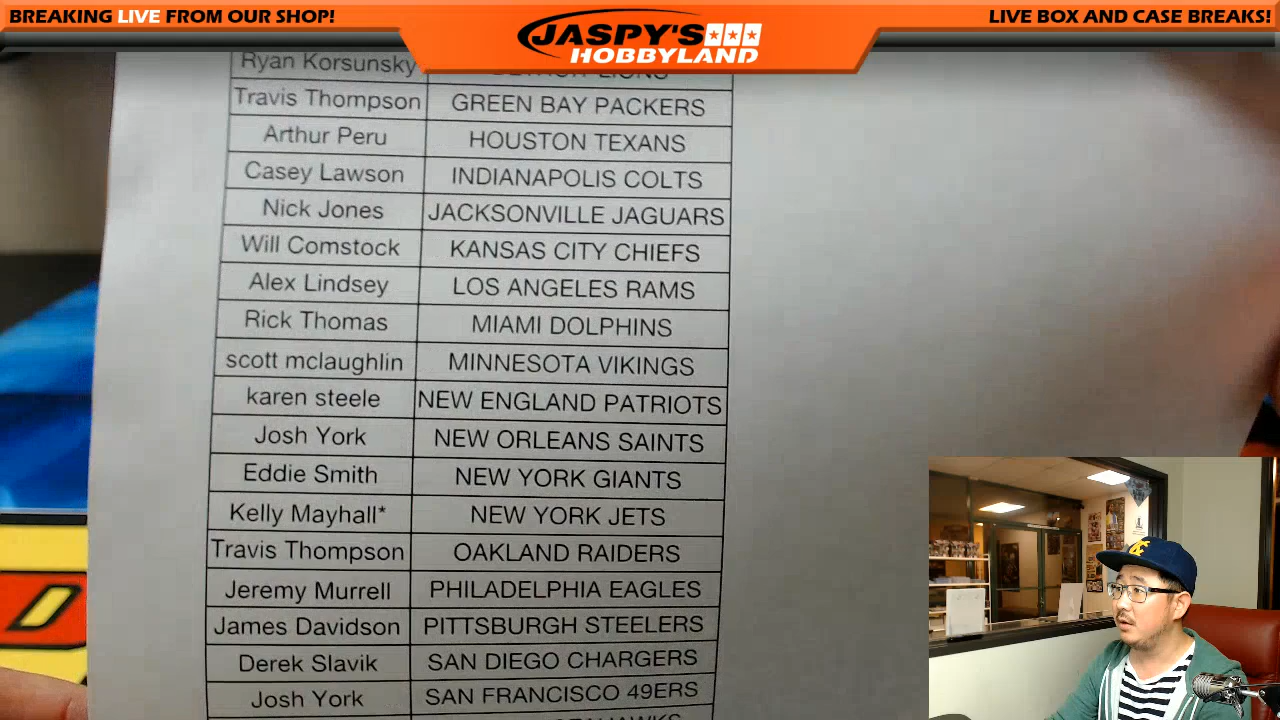 BREAKING LIVE FROM OUR SHOP!
JASPY'S
HOBBYLAND
LIVE BOX AND CASE BREAKS!
Ryan Korsunsky DETROIT LIONS
Travis Thompson GREEN BAY PACKERS
Arthur Peru HOUSTON TEXANS
Casey Lawson INDIANAPOLIS COLTS
Nick Jones JACKSONVILLE JAGUARS
Will Comstock KANSAS CITY CHIEFS
Alex Lindsey LOS ANGELES RAMS
Rick Thomas MIAMI DOLPHINS
scott mclaughlin MINNESOTA VIKINGS
karen steele NEW ENGLAND PATRIOTS
Josh York NEW ORLEANS SAINTS
Eddie Smith NEW YORK GIANTS
Kelly Mayhall* NEW YORK JETS
Travis Thompson OAKLAND RAIDERS
Jeremy Murrell PHILADELPHIA EAGLES
James Davidson PITTSBURGH STEELERS
Derek Slavik SAN DIEGO CHARGERS
Josh York SAN FRANCISCO 49ERS